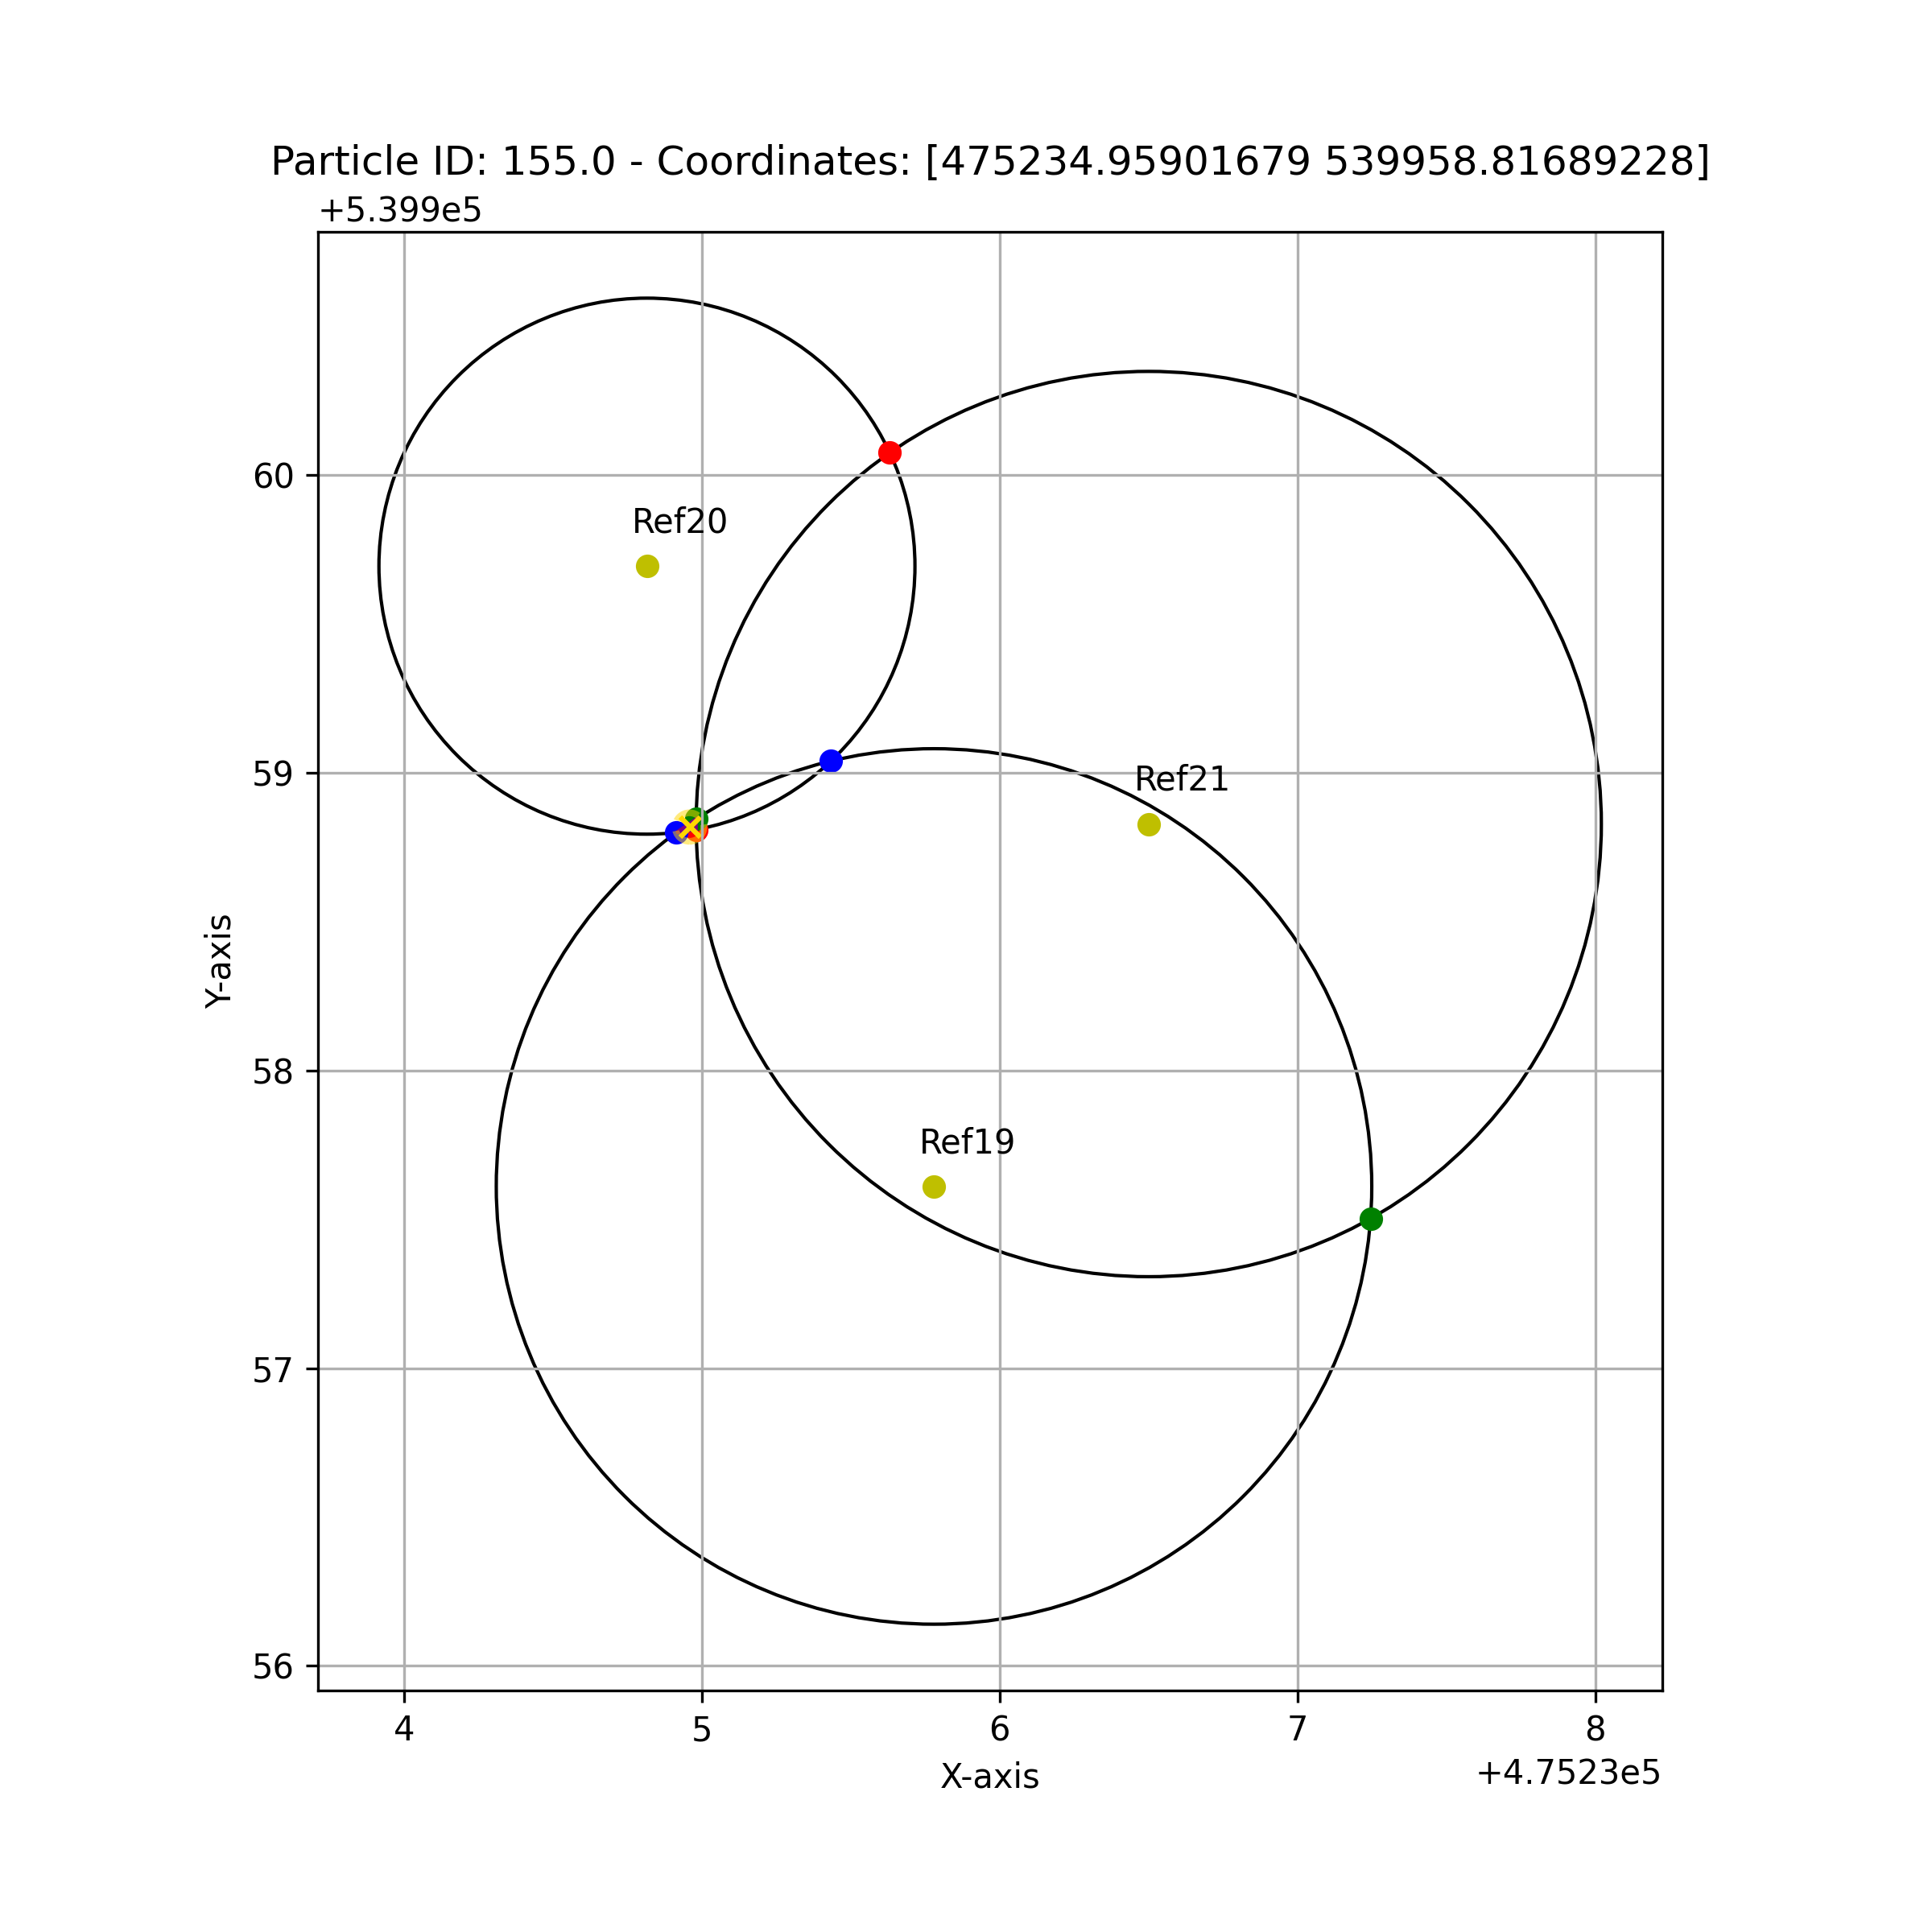 Particle ID: 155.0 - Coordinates: [475234.95901679 539958.81689228]
+5.399e5
60
Ref20
59
Ref21
Y-axis
58
Ref19
57
56
4 5 6 7 8
X-axis
+4.7523e5